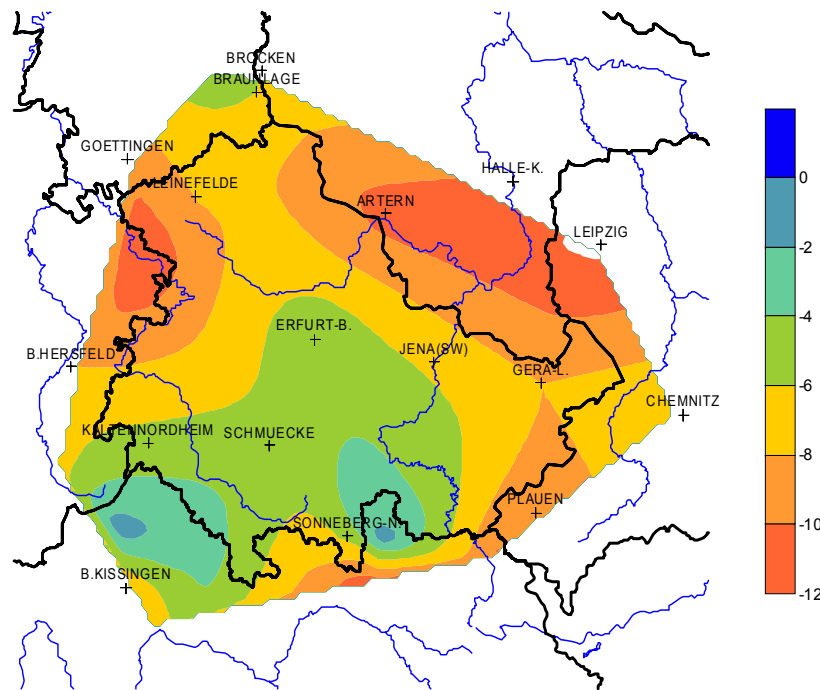 BROCKEN
BRAUNLAGE
GOETTINGEN
HALLE-K.
LEINEFELDE
ARTERN
LEIPZIG
ERFURT-B.
JENA(SW)
B.HERSFELD
GERA-L.
CHEMNITZ
KALTENNORDHEIM
SCHMUECKE
PLAUEN
SONNEBERG-N.
B.KISSINGEN
0
-2
-4
-6
-8
-10
-12